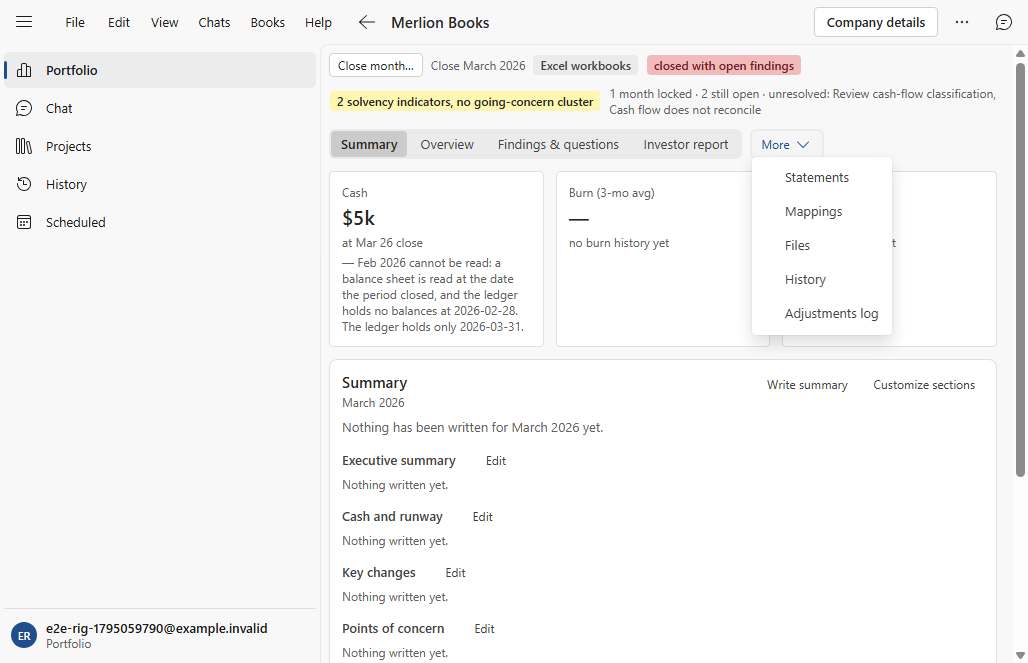 File Edit View Chats Books Help Merlion Books Company details
Portfolio
Chat
Projects
History
Scheduled
Close month... Close March 2026 Excel workbooks closed with open findings
2 solvency indicators, no going-concern cluster
1 month locked · 2 still open · unresolved: Review cash-flow classification,
Cash flow does not reconcile
Summary Overview Findings & questions Investor report More
Statements
Mappings
Files
History
Adjustments log
Cash
$5k
at Mar 26 close
— Feb 2026 cannot be read: a
balance sheet is read at the date
the period closed, and the ledger
holds no balances at 2026-02-28.
The ledger holds only 2026-03-31.
Burn (3-mo avg)
—
no burn history yet
Summary
March 2026
Write summary Customize sections
Nothing has been written for March 2026 yet.
Executive summary Edit
Nothing written yet.
Cash and runway Edit
Nothing written yet.
Key changes Edit
Nothing written yet.
Points of concern Edit
Nothing written yet.
ER
e2e-rig-1795059790@example.invalid
Portfolio